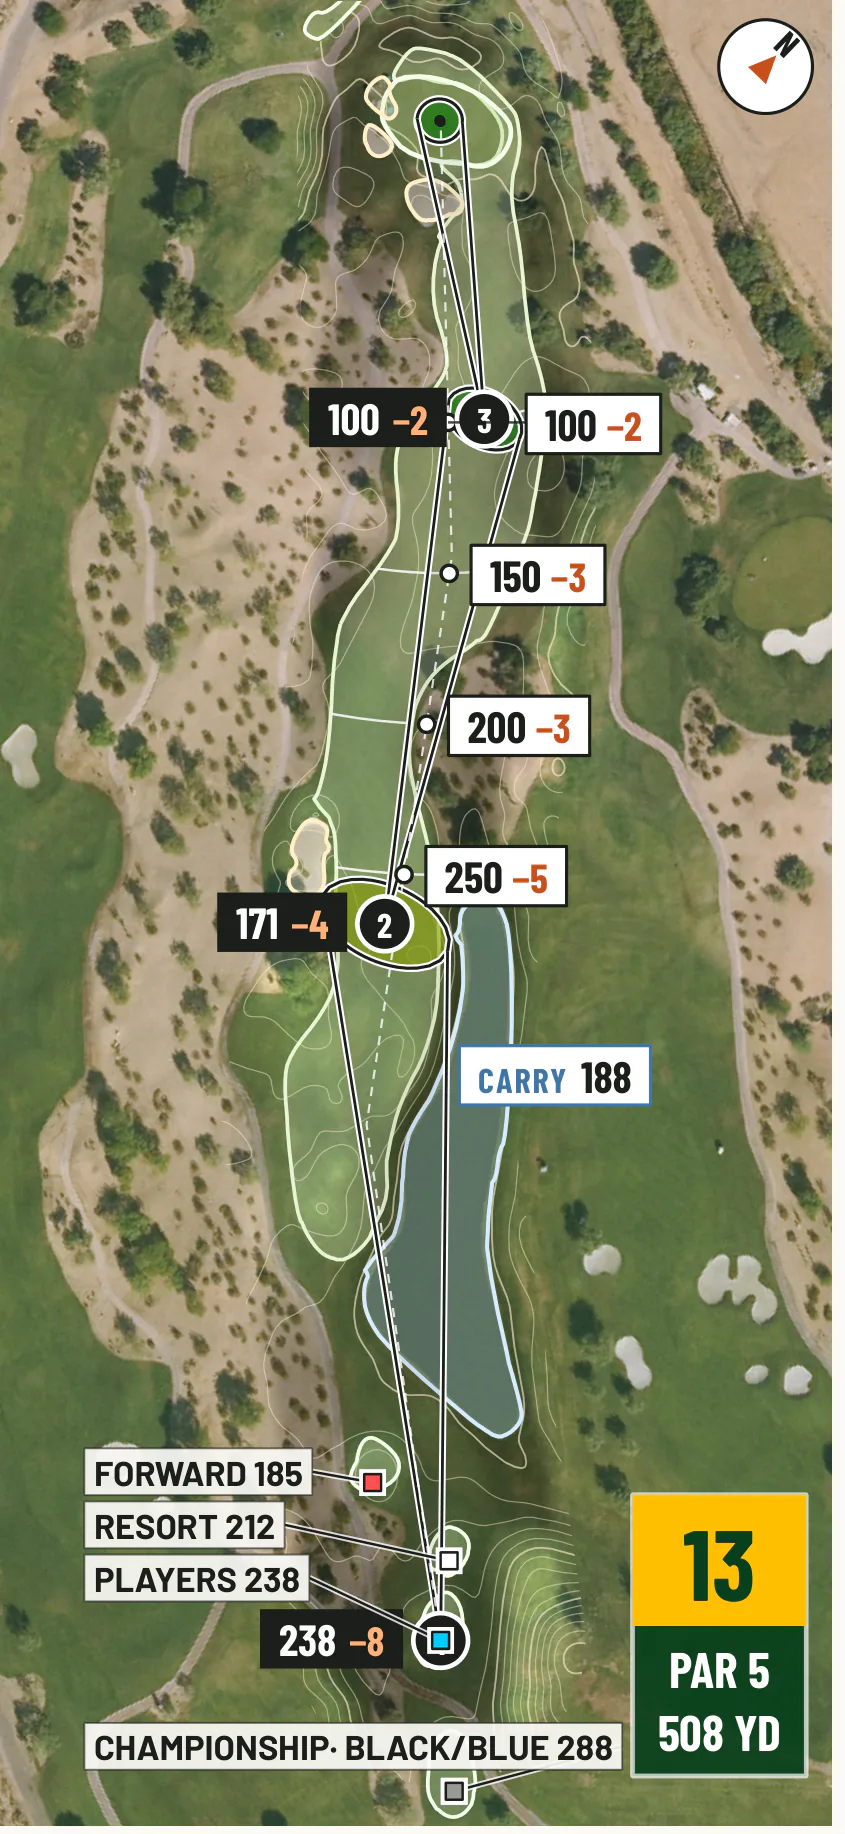 N
100 –2
3
100 –2
150 –3
200 –3
250 –5
171 –4
2
CARRY 188
FORWARD 185
RESORT 212
PLAYERS 238
238 –8
CHAMPIONSHIP· BLACK/BLUE 288
13
PAR 5
508 YD